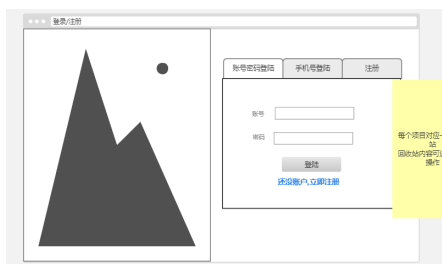 登录/注册
账号密码登陆
手机号登陆
注册
账号
密码
登陆
还没账户,立即注册
每个项目对应一
站
回收站内容可
操作